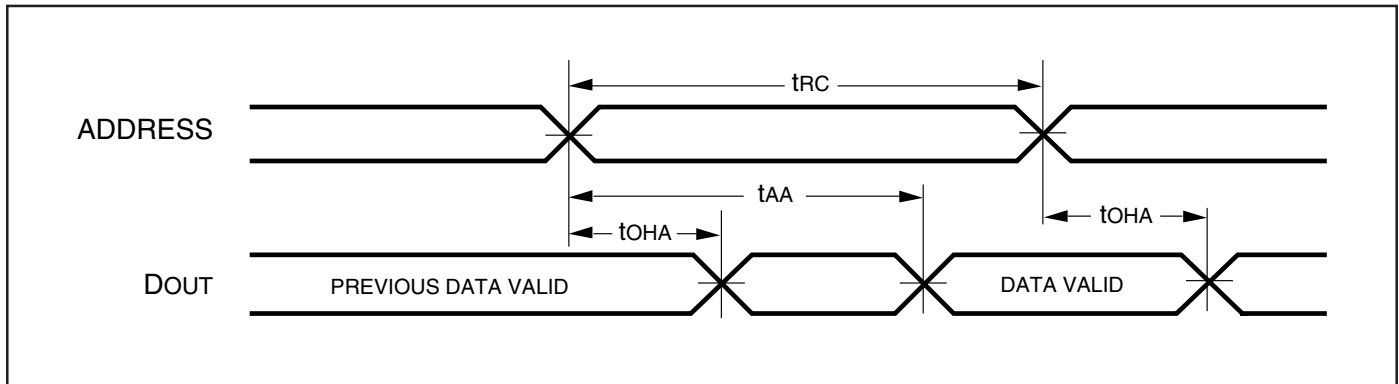 tRC
ADDRESS
tAA
tOHA
tOHA
DOUT
PREVIOUS DATA VALID
DATA VALID